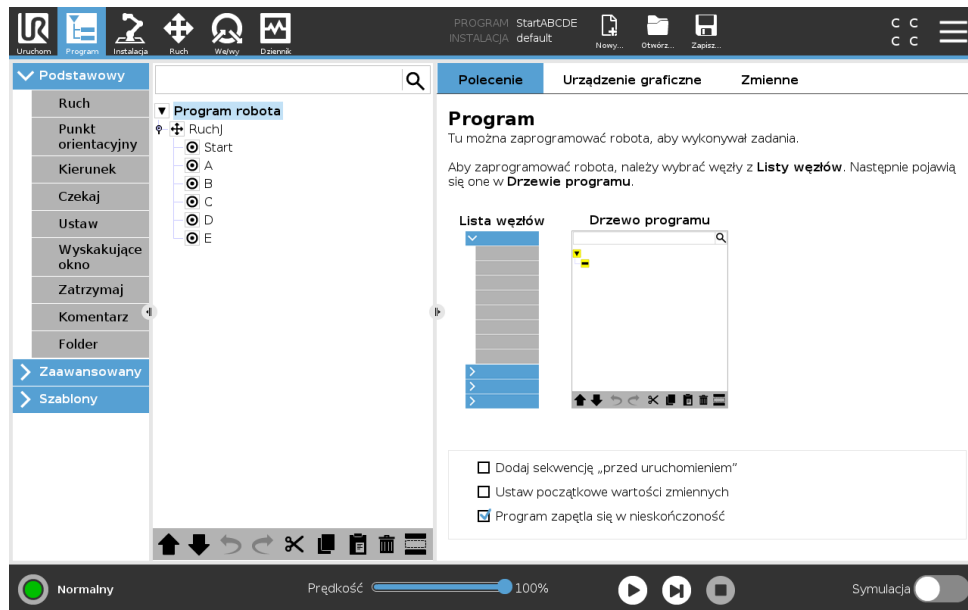 PROGRAM StartABCDE
INSTALACJA default
Uruchom Program Instalacja Ruch We/wy Dziennik Nowy... Otwórz... Zapisz...
C C
C C
Podstawowy
Ruch
Punkt
orientacyjny
Kierunek
Czekaj
Ustaw
Wyskakujące
okno
Zatrzymaj
Komentarz
Folder
Zaawansowany
Szablony
Program robota
RuchJ
Start
A
B
C
D
E
Polecenie Urządzenie graficzne Zmienne
Program
Tu można zaprogramować robota, aby wykonywał zadania.
Aby zaprogramować robota, należy wybrać węzły z Listy węzłów. Następnie pojawią
się one w Drzewie programu.
Lista węzłów Drzewo programu
Dodaj sekwencję „przed uruchomieniem”
Ustaw początkowe wartości zmiennych
Program zapętla się w nieskończoność
Normalny Prędkość 100% Symulacja